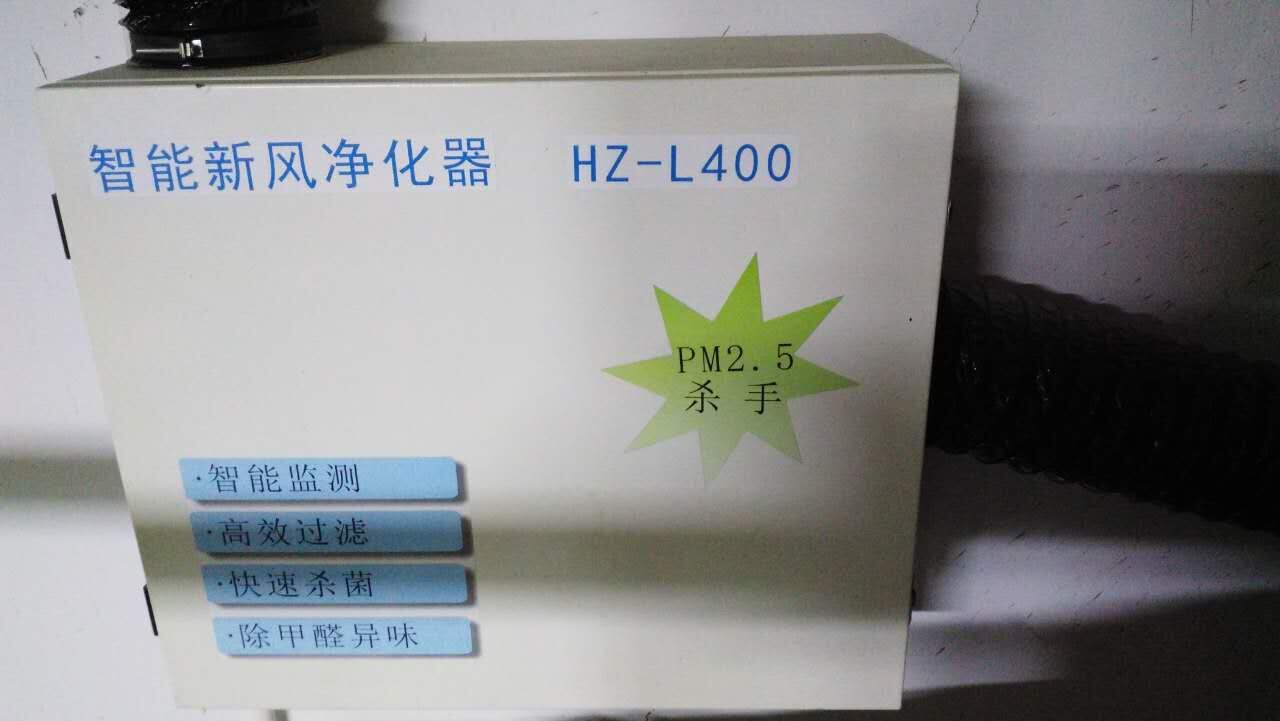 智能新风净化器 HZ-L400
PM2.5
杀手
·智能监测
·高效过滤
·快速杀菌
·除甲醛异味